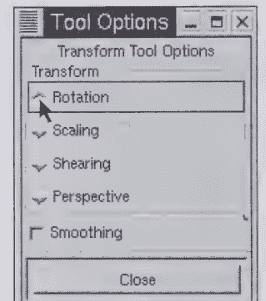 Tool Options
Transform Tool Options
Transform
Rotation
Scaling
Shearing
Perspective
Smoothing
Close